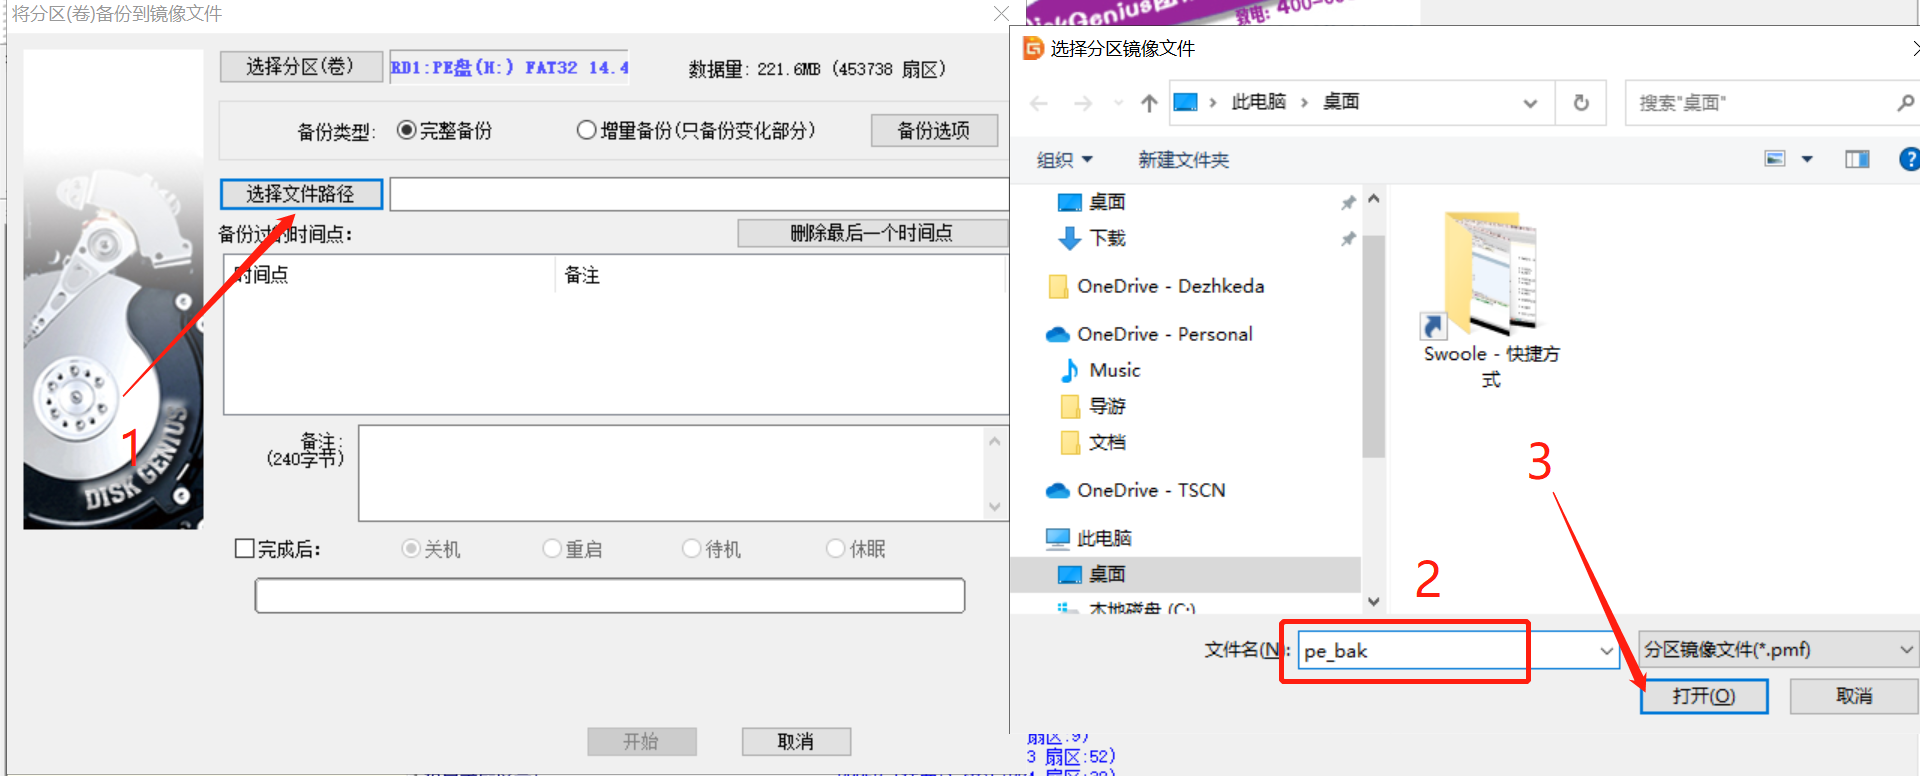 将分区(卷)备份到镜像文件
选择分区(卷)
RD1:PE盘(H:) FAT32 14.4
数据量: 221.6MB (453738 扇区)
备份类型:
完整备份
增量备份(只备份变化部分)
备份选项
选择文件路径
备份过的时间点:
删除最后一个时间点
时间点
备注
备注:
(240字节)
完成后:
关机
重启
待机
休眠
开始
取消
1
DISK GENIUS
DiskGenius
致电: 400-0
选择分区镜像文件
此电脑 > 桌面
搜索"桌面"
组织
新建文件夹
桌面
下载
OneDrive - Dezhkeda
OneDrive - Personal
Music
导游
文档
OneDrive - TSCN
此电脑
桌面
本地磁盘 (C:)
Swoole - 快捷方
式
3
2
文件名(N):
pe_bak
分区镜像文件(*.pmf)
打开(O)
取消
扇区:9)
3 扇区:52)